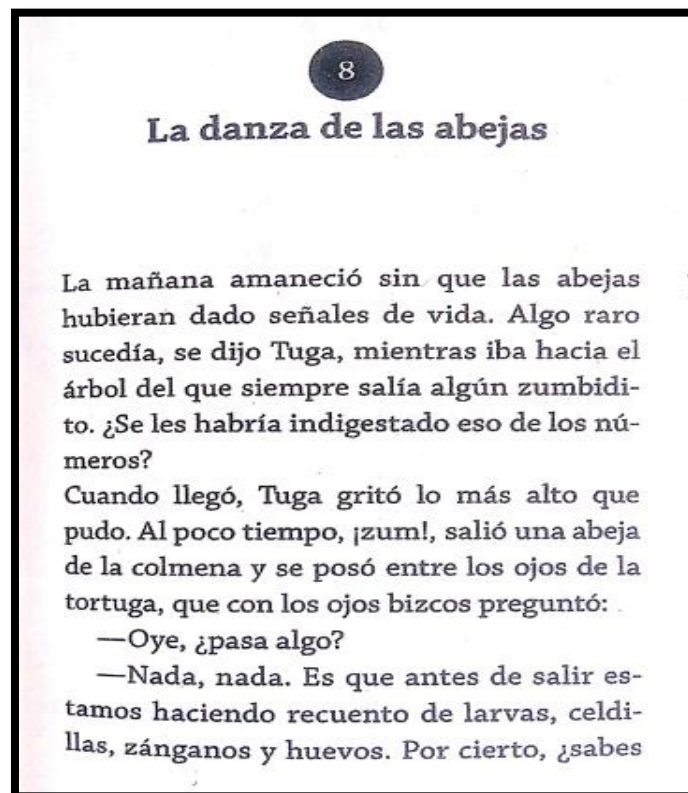 8
La danza de las abejas
La mañana amaneció sin que las abejas
hubieran dado señales de vida. Algo raro
sucedía, se dijo Tuga, mientras iba hacia el
árbol del que siempre salía algún zumbidi-
to. ¿Se les habría indigestado eso de los nú-
meros?
Cuando llegó, Tuga gritó lo más alto que
pudo. Al poco tiempo, ¡zum!, salió una abeja
de la colmena y se posó entre los ojos de la
tortuga, que con los ojos bizcos preguntó:
—Oye, ¿pasa algo?
—Nada, nada. Es que antes de salir es-
tamos haciendo recuento de larvas, celdi-
llas, zánganos y huevos. Por cierto, ¿sabes